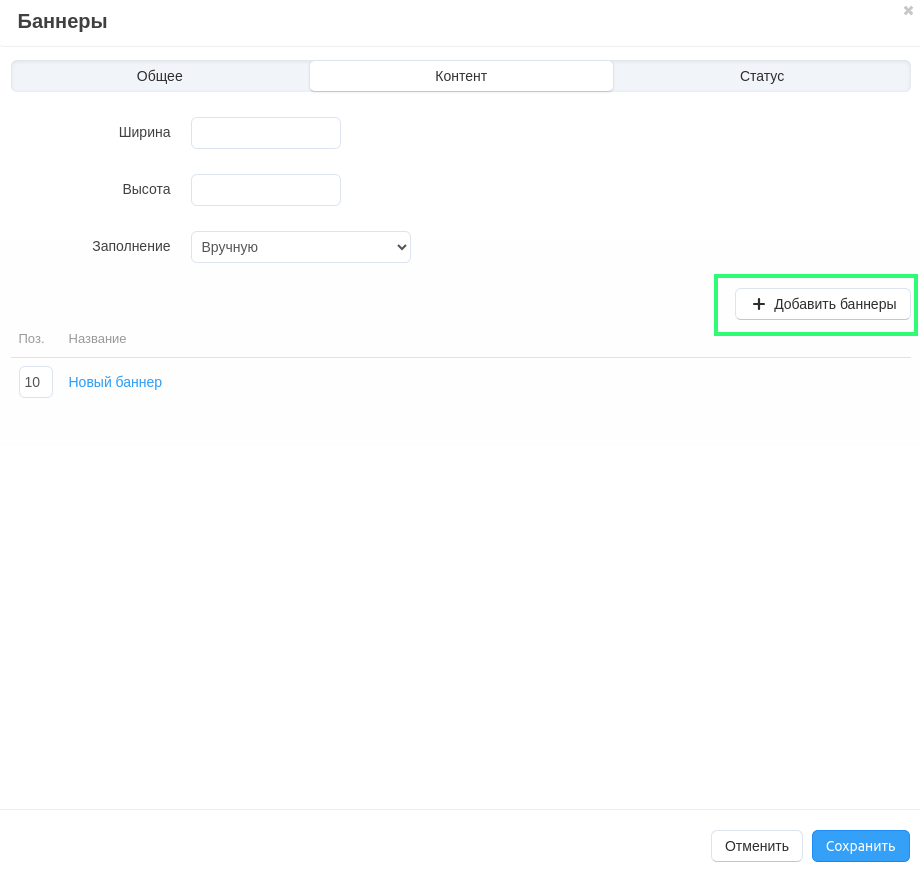 Баннеры
Общее
Контент
Статус
Ширина
Высота
Заполнение
Вручную
Добавить баннеры
Поз. Название
10 Новый баннер
Отменить
Сохранить